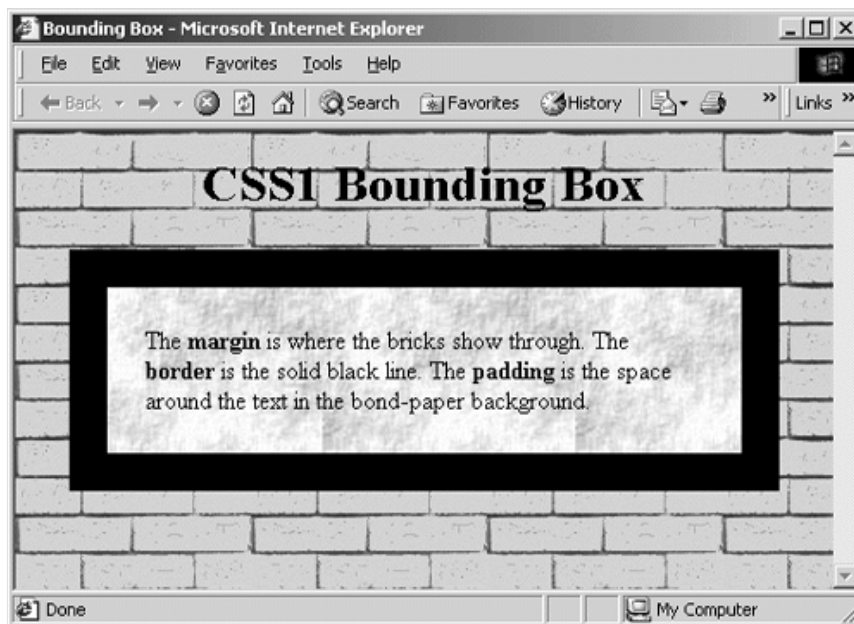 Bounding Box - Microsoft Internet Explorer
File Edit View Favorites Tools Help
Back Search Favorites History » Links »
CSS1 Bounding Box
The margin is where the bricks show through. The
border is the solid black line. The padding is the space
around the text in the bond-paper background.
Done My Computer